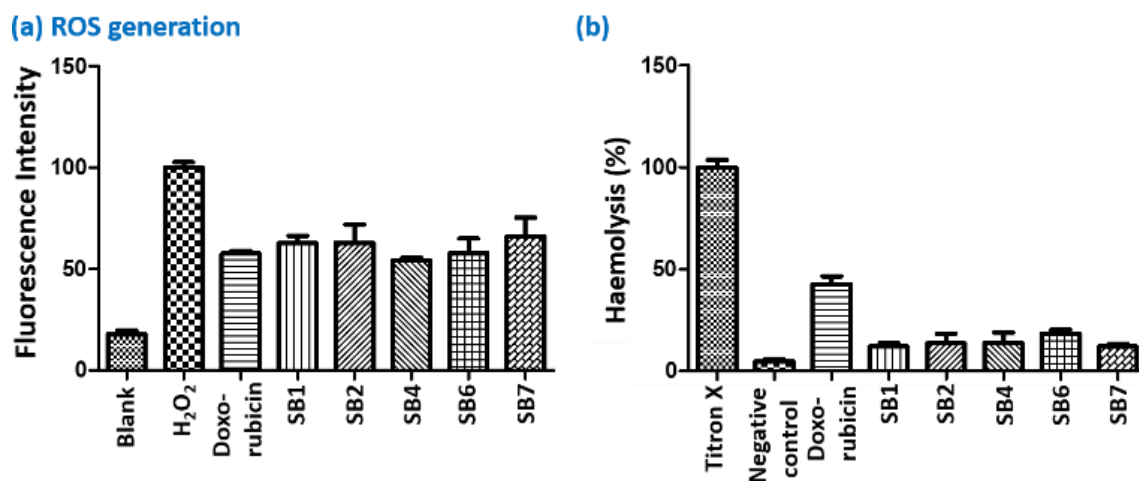 (a) ROS generation
(b)
Fluorescence Intensity
150
100
50
0
Blank
H₂O₂
Doxo-
rubicin
SB1
SB2
SB4
SB6
SB7
Haemolysis (%)
150
100
50
0
Titron X
Negative
control
Doxo-
rubicin
SB1
SB2
SB4
SB6
SB7